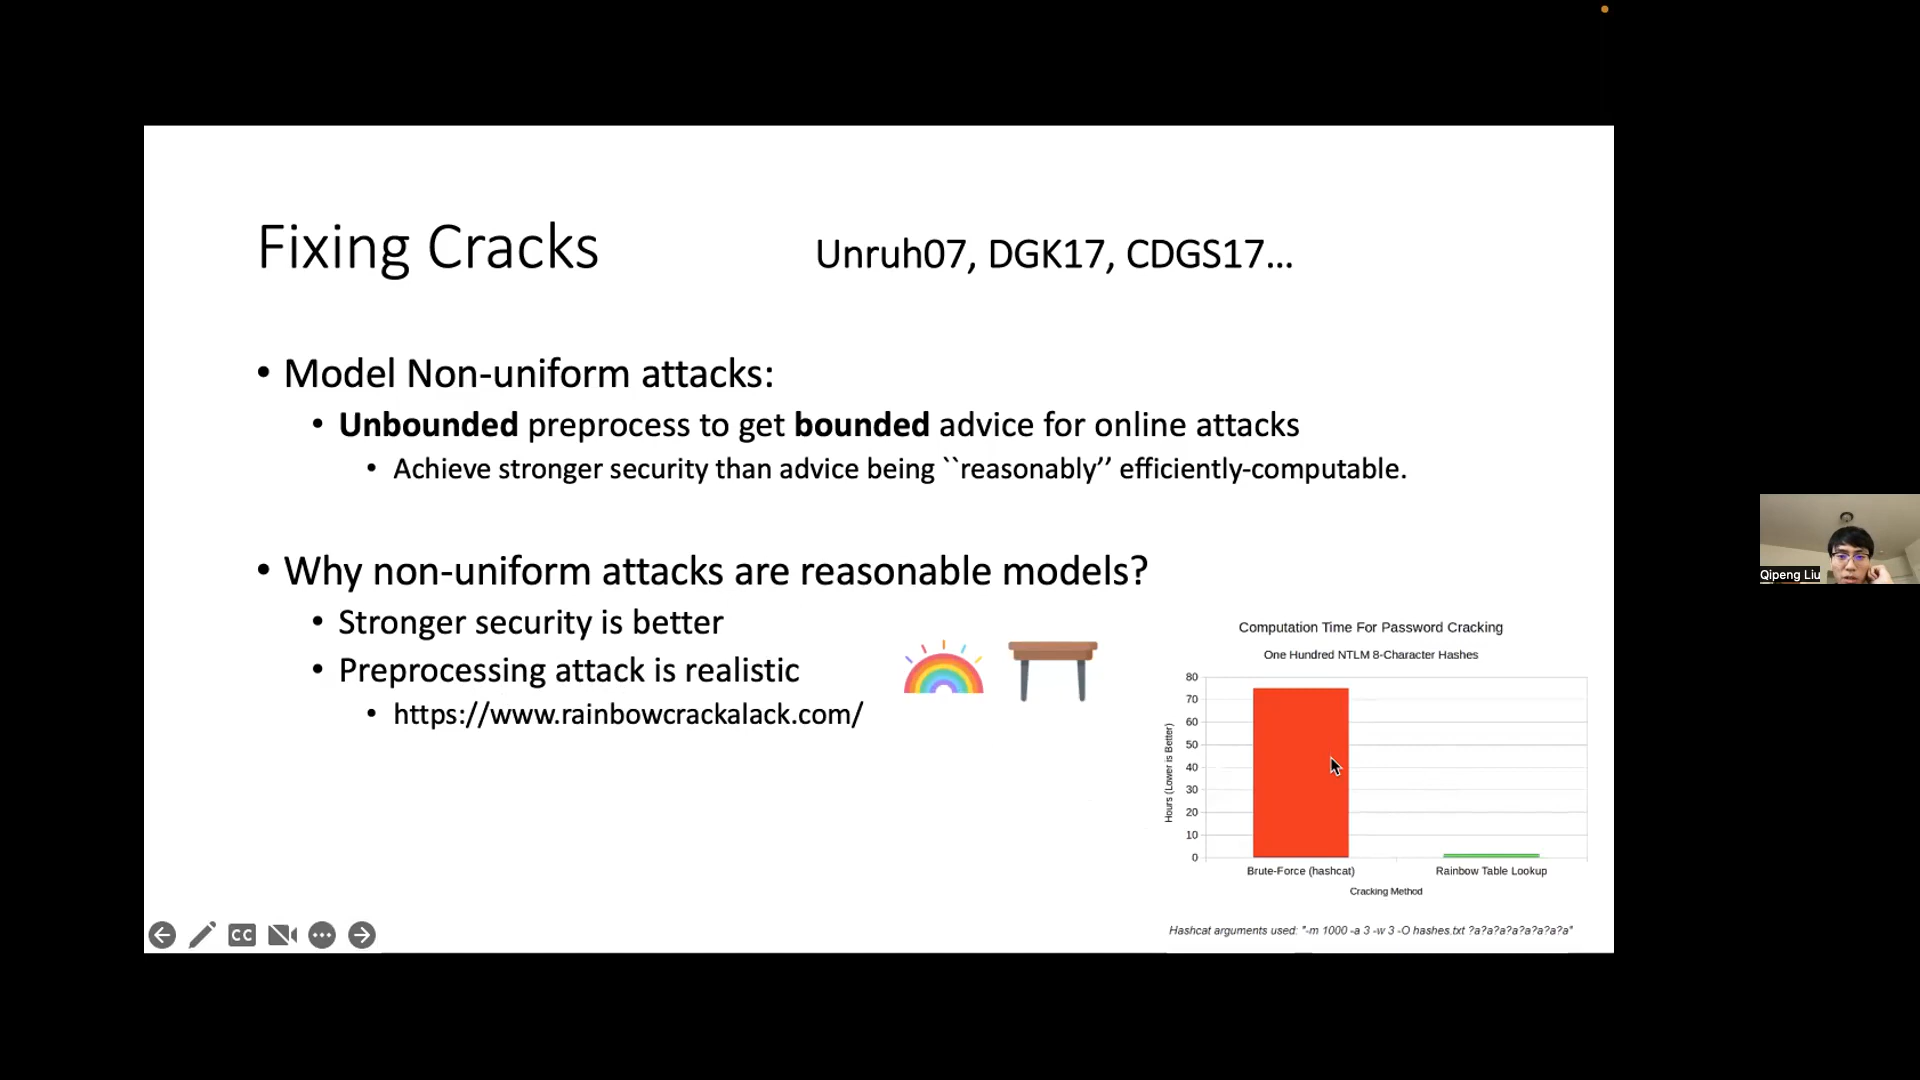 Fixing Cracks
Unruh07, DGK17, CDGS17...
• Model Non-uniform attacks:
• Unbounded preprocess to get bounded advice for online attacks
• Achieve stronger security than advice being ``reasonably’’ efficiently-computable.
• Why non-uniform attacks are reasonable models?
• Stronger security is better
• Preprocessing attack is realistic
• https://www.rainbowcrackalack.com/
Computation Time For Password Cracking
One Hundred NTLM 8-Character Hashes
Hours (Lower is Better)
80
70
60
50
40
30
20
10
0
Brute-Force (hashcat)
Rainbow Table Lookup
Cracking Method
Hashcat arguments used: "-m 1000 -a 3 -w 3 -O hashes.txt ?a?a?a?a?a?a?a?a"
CC
Qipeng Liu